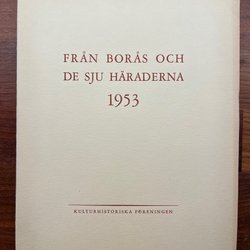 FRÅN BORÅS OCH
DE SJU HÄRADERNA
1953
KULTURHISTORISKA FÖRENINGEN